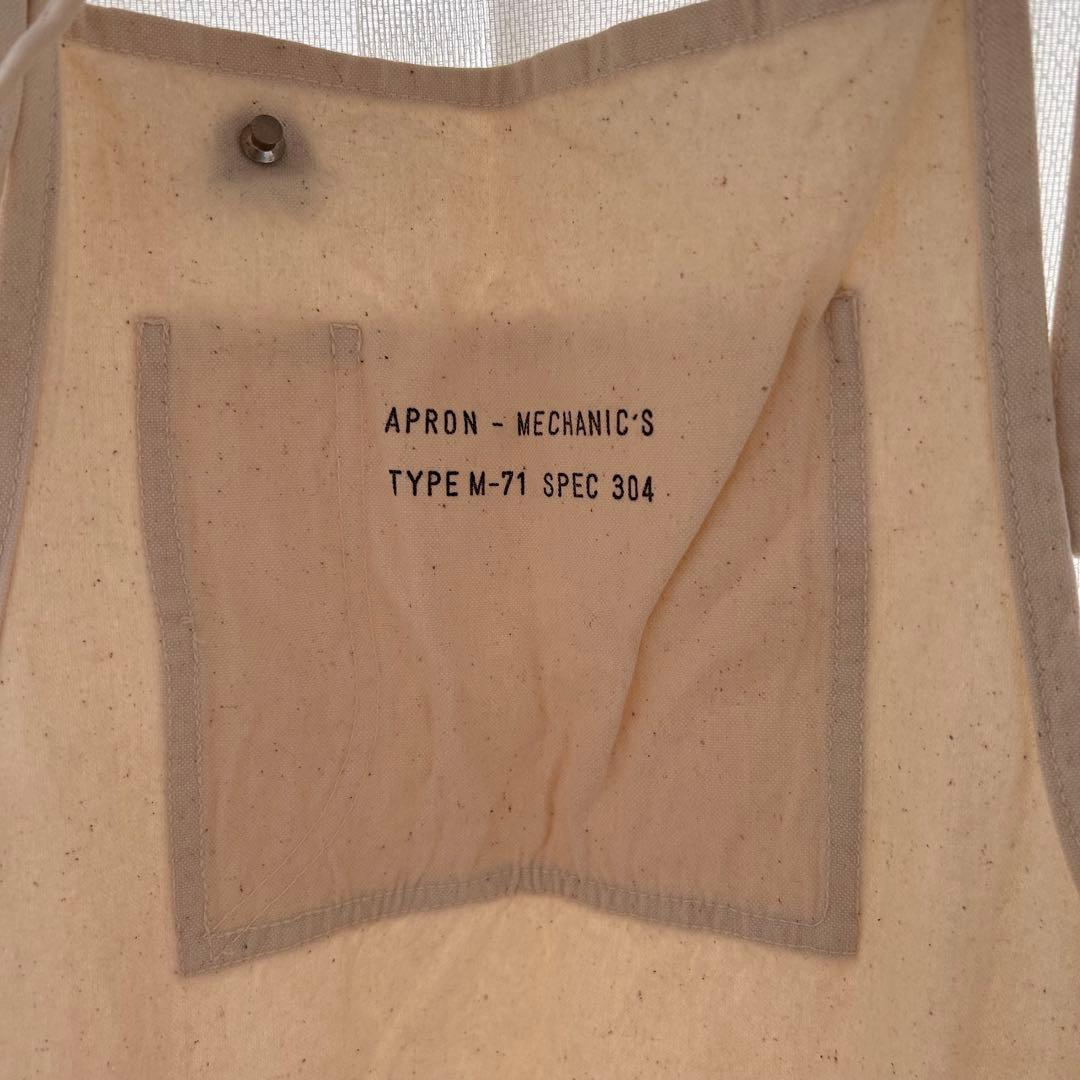 APRON - MECHANIC'S
TYPE M-71 SPEC 304